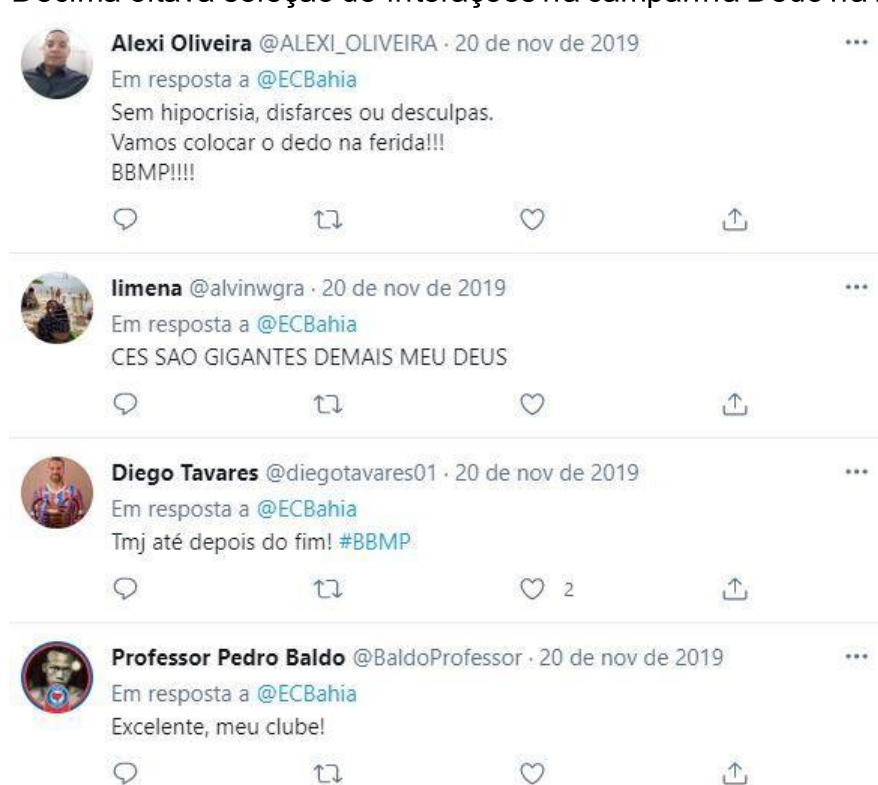 Alexi Oliveira @ALEXI_OLIVEIRA · 20 de nov de 2019
Em resposta a @ECBahia
Sem hipocrisia, disfarces ou desculpas.
Vamos colocar o dedo na ferida!!!
BBMP!!!!
limena @alvinwgra · 20 de nov de 2019
Em resposta a @ECBahia
CES SAO GIGANTES DEMAIS MEU DEUS
Diego Tavares @diegotavares01 · 20 de nov de 2019
Em resposta a @ECBahia
Tmj até depois do fim! #BBMP
2
Professor Pedro Baldo @BaldoProfessor · 20 de nov de 2019
Em resposta a @ECBahia
Excelente, meu clube!